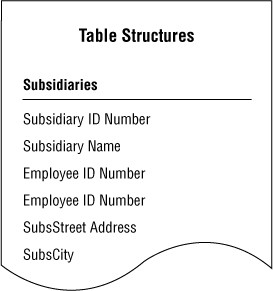 Table Structures
Subsidiaries
Subsidiary ID Number
Subsidiary Name
Employee ID Number
Employee ID Number
SubsStreet Address
SubsCity